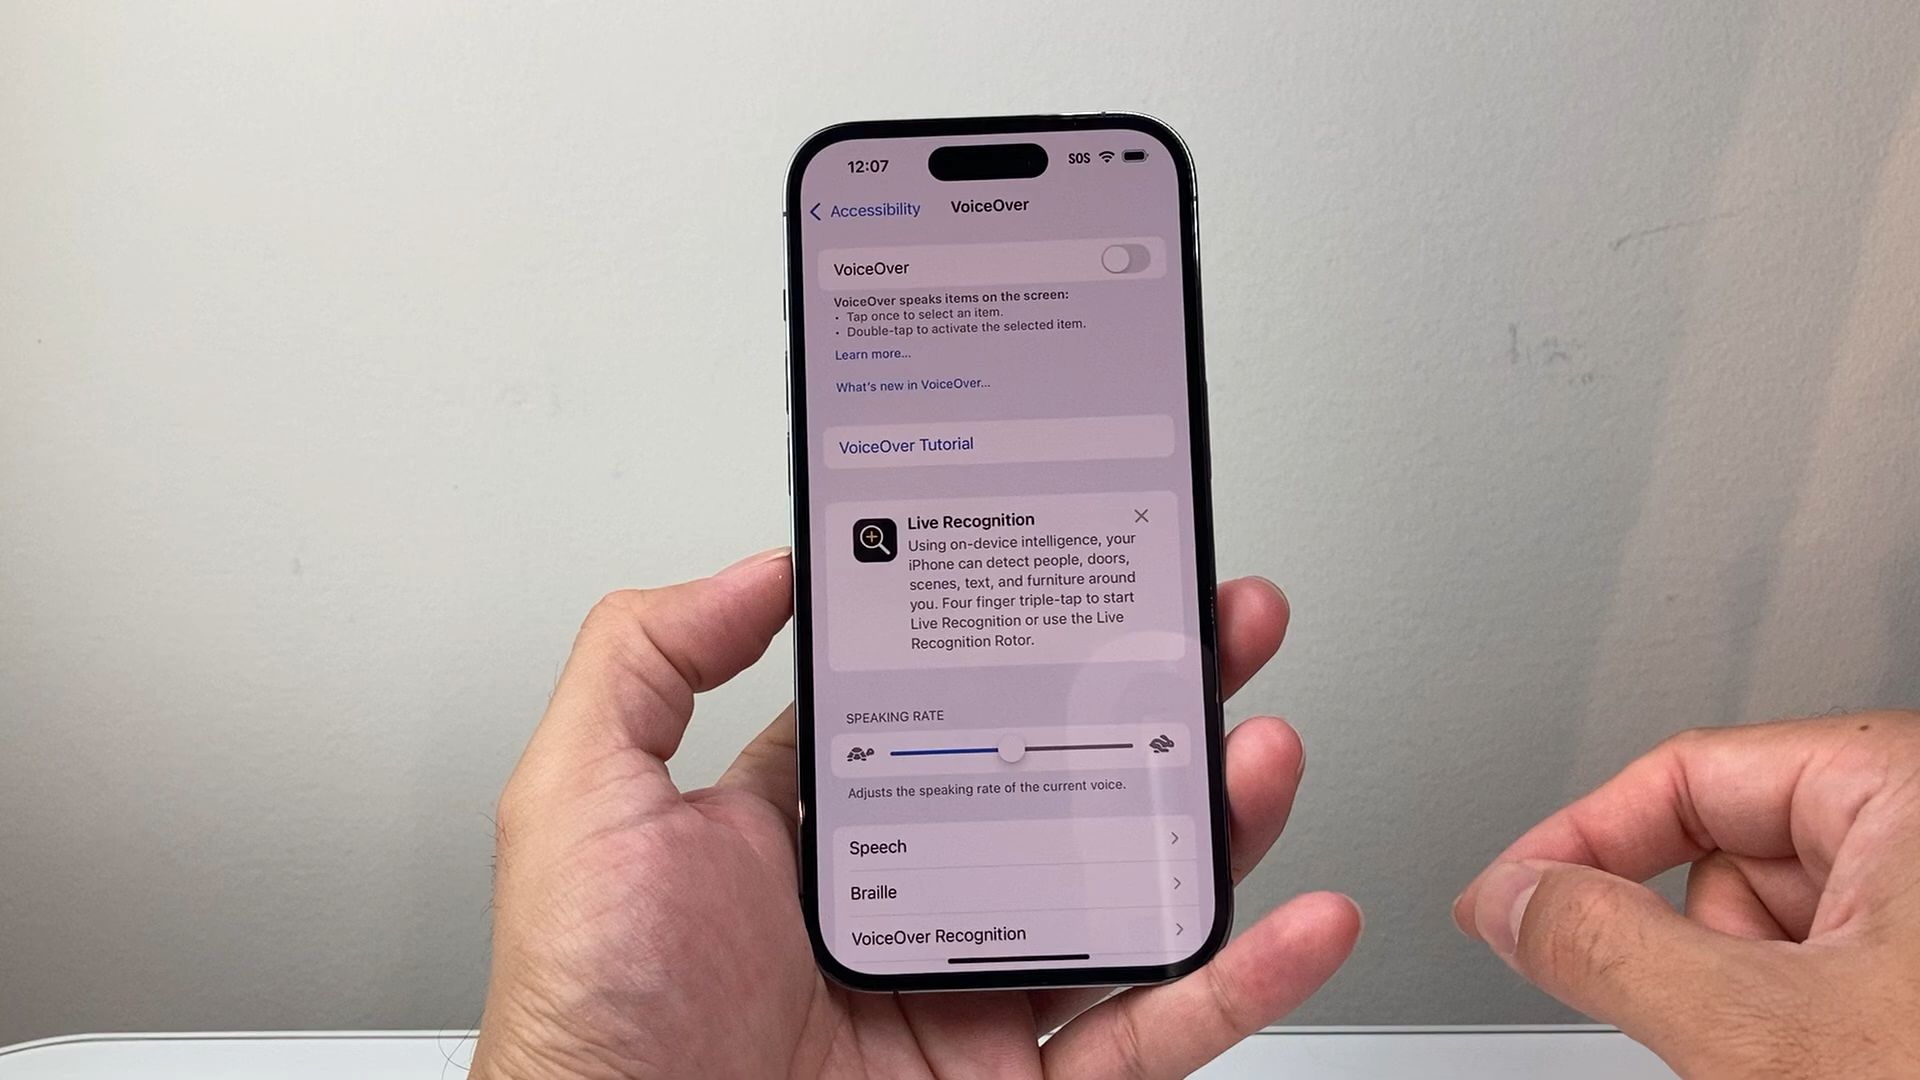 12:07 SOS
Accessibility VoiceOver
VoiceOver
VoiceOver speaks items on the screen:
• Tap once to select an item.
• Double-tap to activate the selected item.
Learn more...
What's new in VoiceOver...
VoiceOver Tutorial
Live Recognition
Using on-device intelligence, your
iPhone can detect people, doors,
scenes, text, and furniture around
you. Four finger triple-tap to start
Live Recognition or use the Live
Recognition Rotor.
SPEAKING RATE
Adjusts the speaking rate of the current voice.
Speech
Braille
VoiceOver Recognition